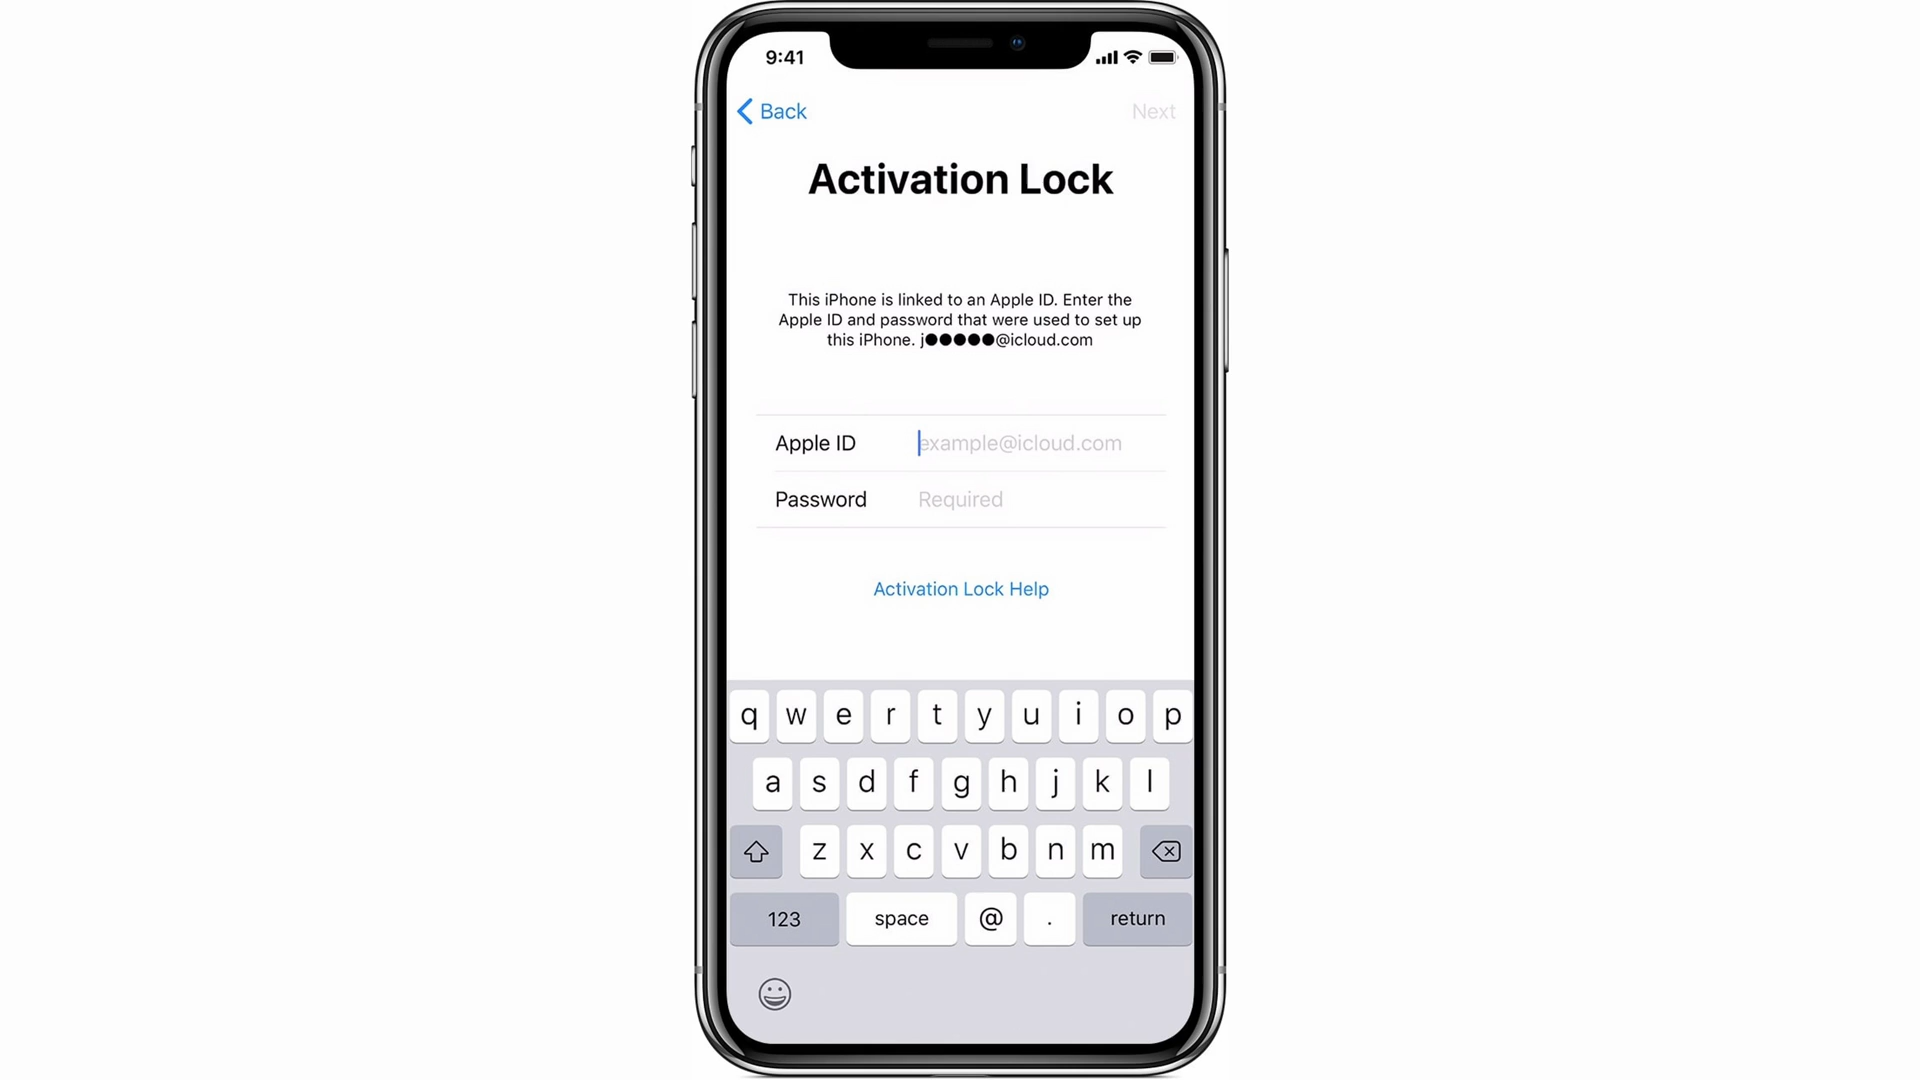 9:41
Back
Next
Activation Lock
This iPhone is linked to an Apple ID. Enter the
Apple ID and password that were used to set up
this iPhone. j●●●●●@icloud.com
Apple ID example@icloud.com
Password Required
Activation Lock Help
q w e r t y u i o p
a s d f g h j k l
z x c v b n m
123 space @ . return